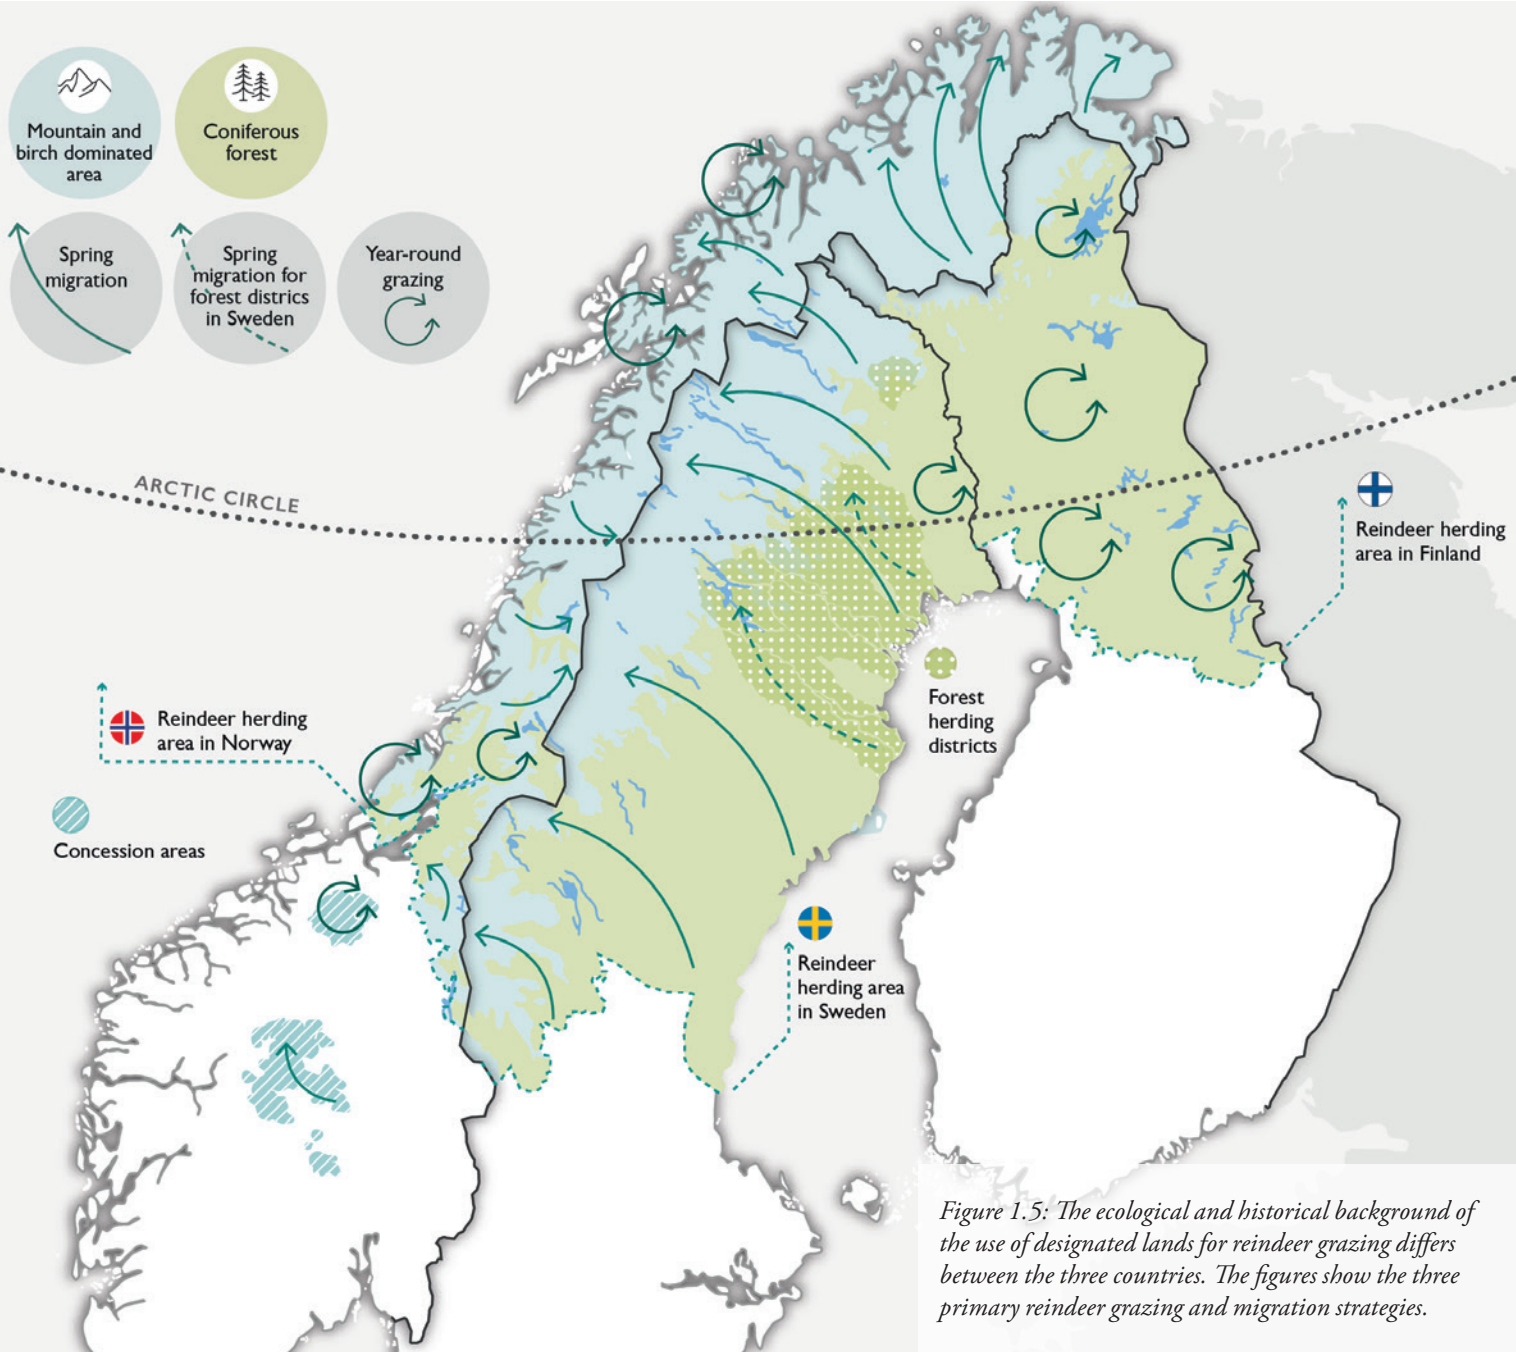 Mountain and
birch dominated
area
Coniferous
forest
Spring
migration
Spring
migration for
forest districs
in Sweden
Year-round
grazing
ARCTIC CIRCLE
Reindeer herding
area in Finland
Forest
herding
districts
Reindeer herding
area in Norway
Concession areas
Reindeer
herding area
in Sweden
Figure 1.5: The ecological and historical background of
the use of designated lands for reindeer grazing differs
between the three countries. The figures show the three
primary reindeer grazing and migration strategies.